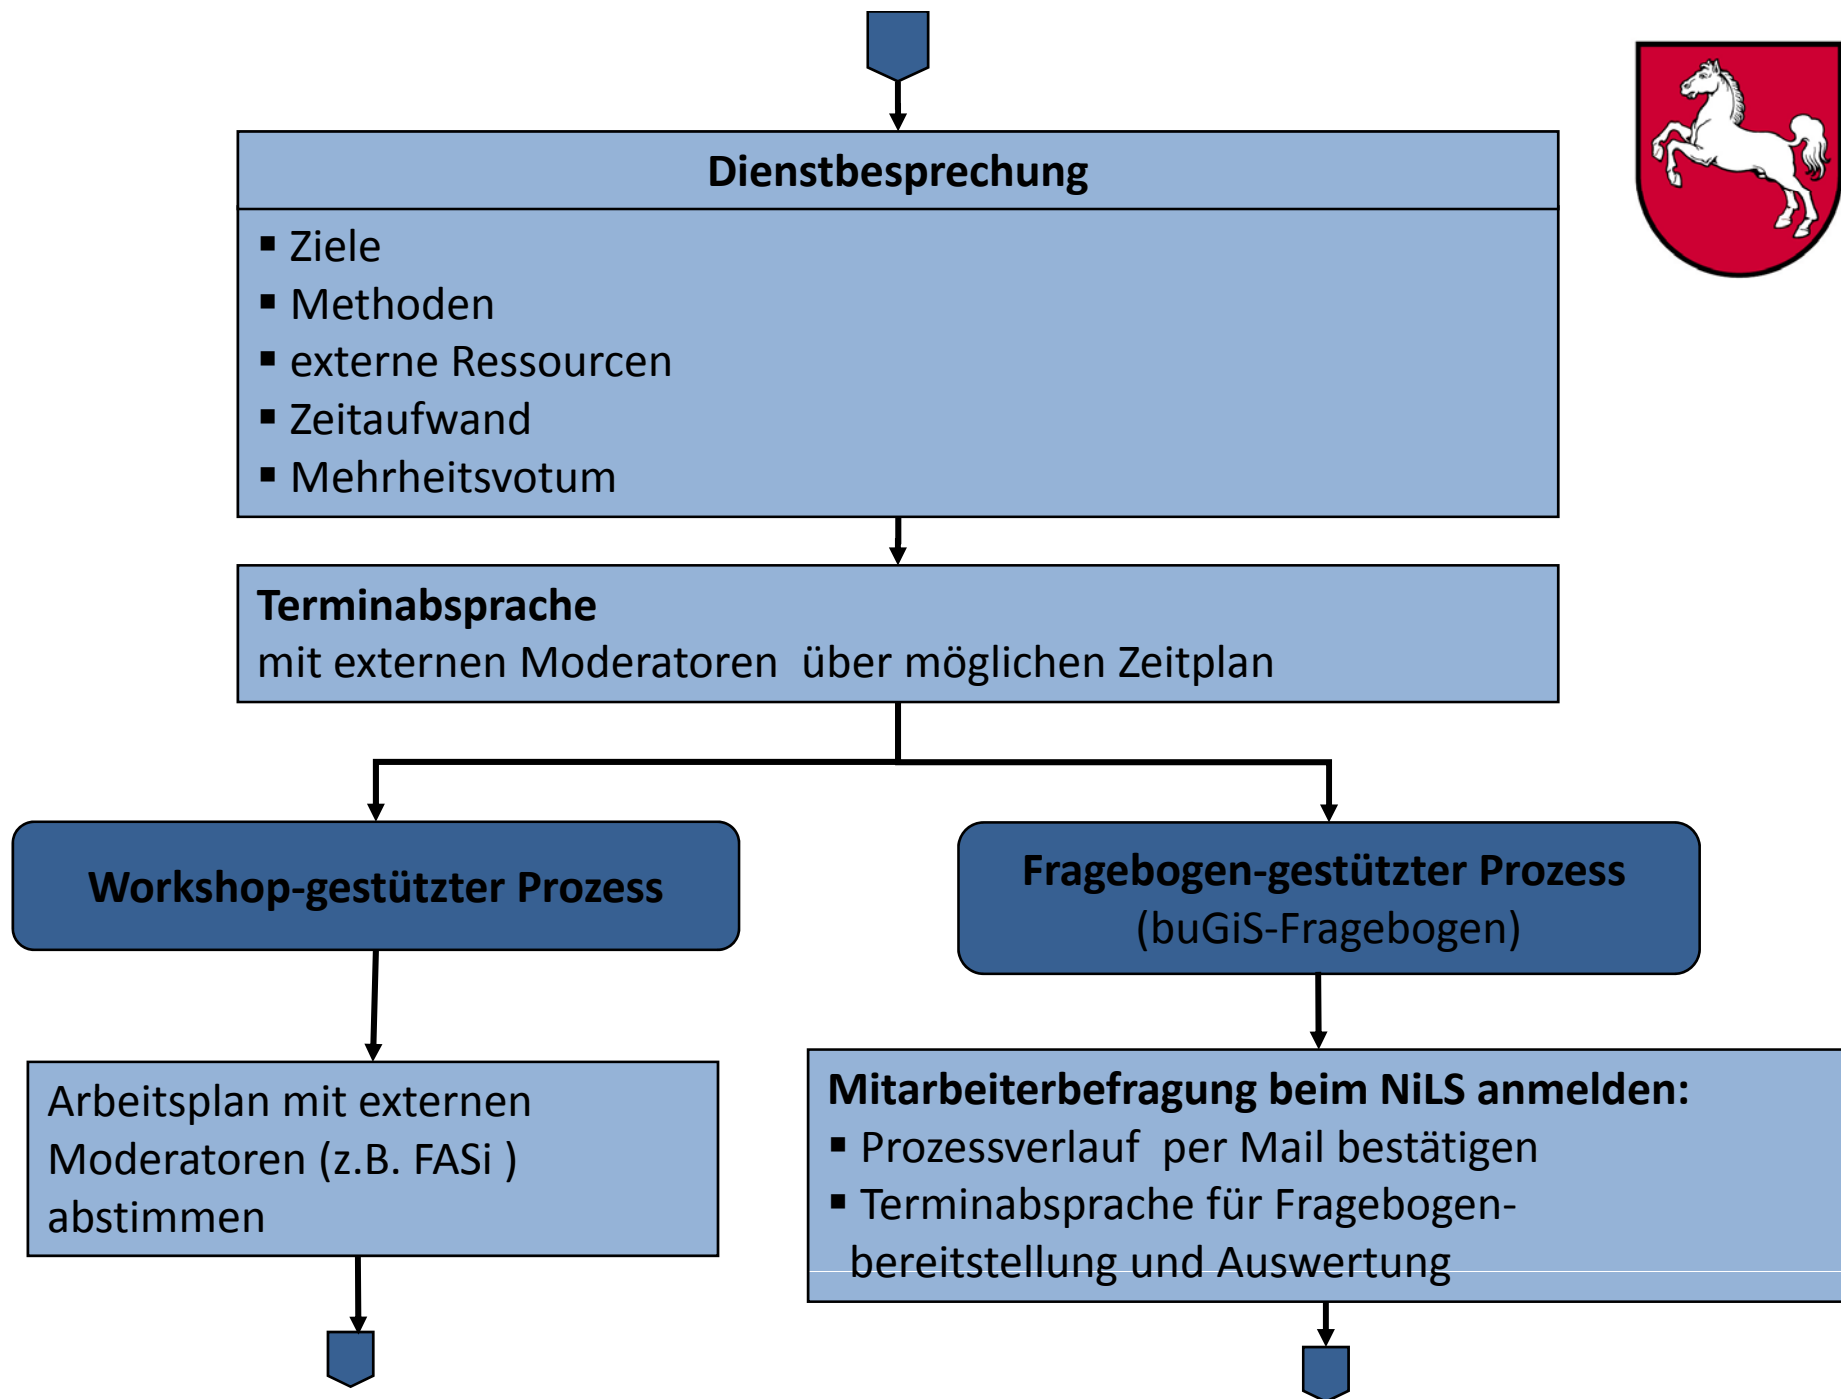 Dienstbesprechung
▪ Ziele
▪ Methoden
▪ externe Ressourcen
▪ Zeitaufwand
▪ Mehrheitsvotum
Terminabsprache
mit externen Moderatoren über möglichen Zeitplan
Workshop-gestützter Prozess
Fragebogen-gestützter Prozess
(buGiS-Fragebogen)
Arbeitsplan mit externen
Moderatoren (z.B. FASi )
abstimmen
Mitarbeiterbefragung beim NiLS anmelden:
▪ Prozessverlauf per Mail bestätigen
▪ Terminabsprache für Fragebogen-
bereitstellung und Auswertung